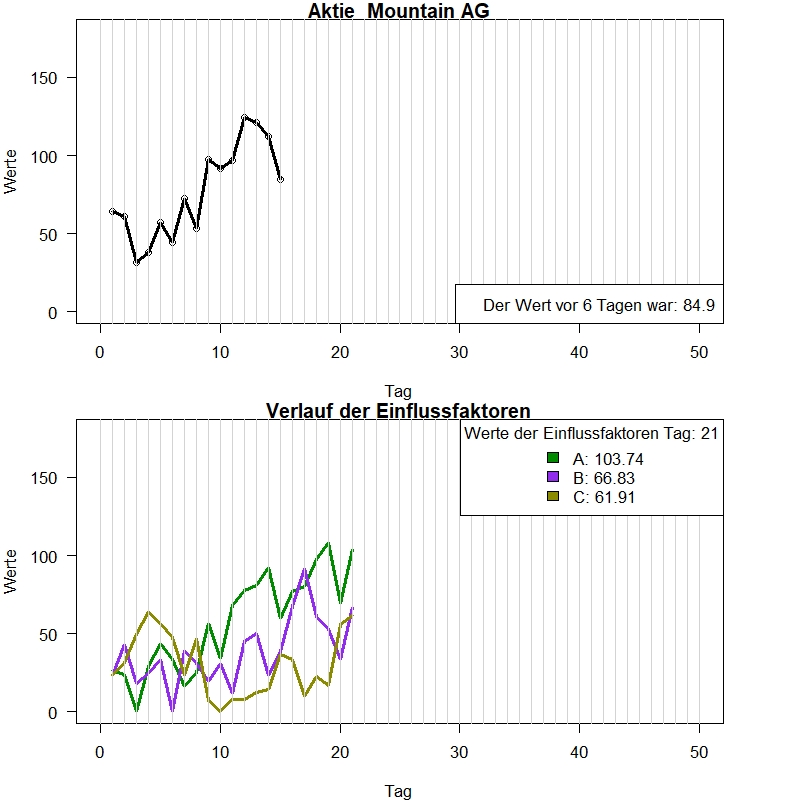 Aktie  Mountain AG
Werte
150
100
50
0
Der Wert vor 6 Tagen war: 84.9
0 10 20 30 40 50
Tag
Verlauf der Einflussfaktoren
Werte
150
100
50
0
Werte der Einflussfaktoren Tag: 21
A: 103.74
B: 66.83
C: 61.91
0 10 20 30 40 50
Tag